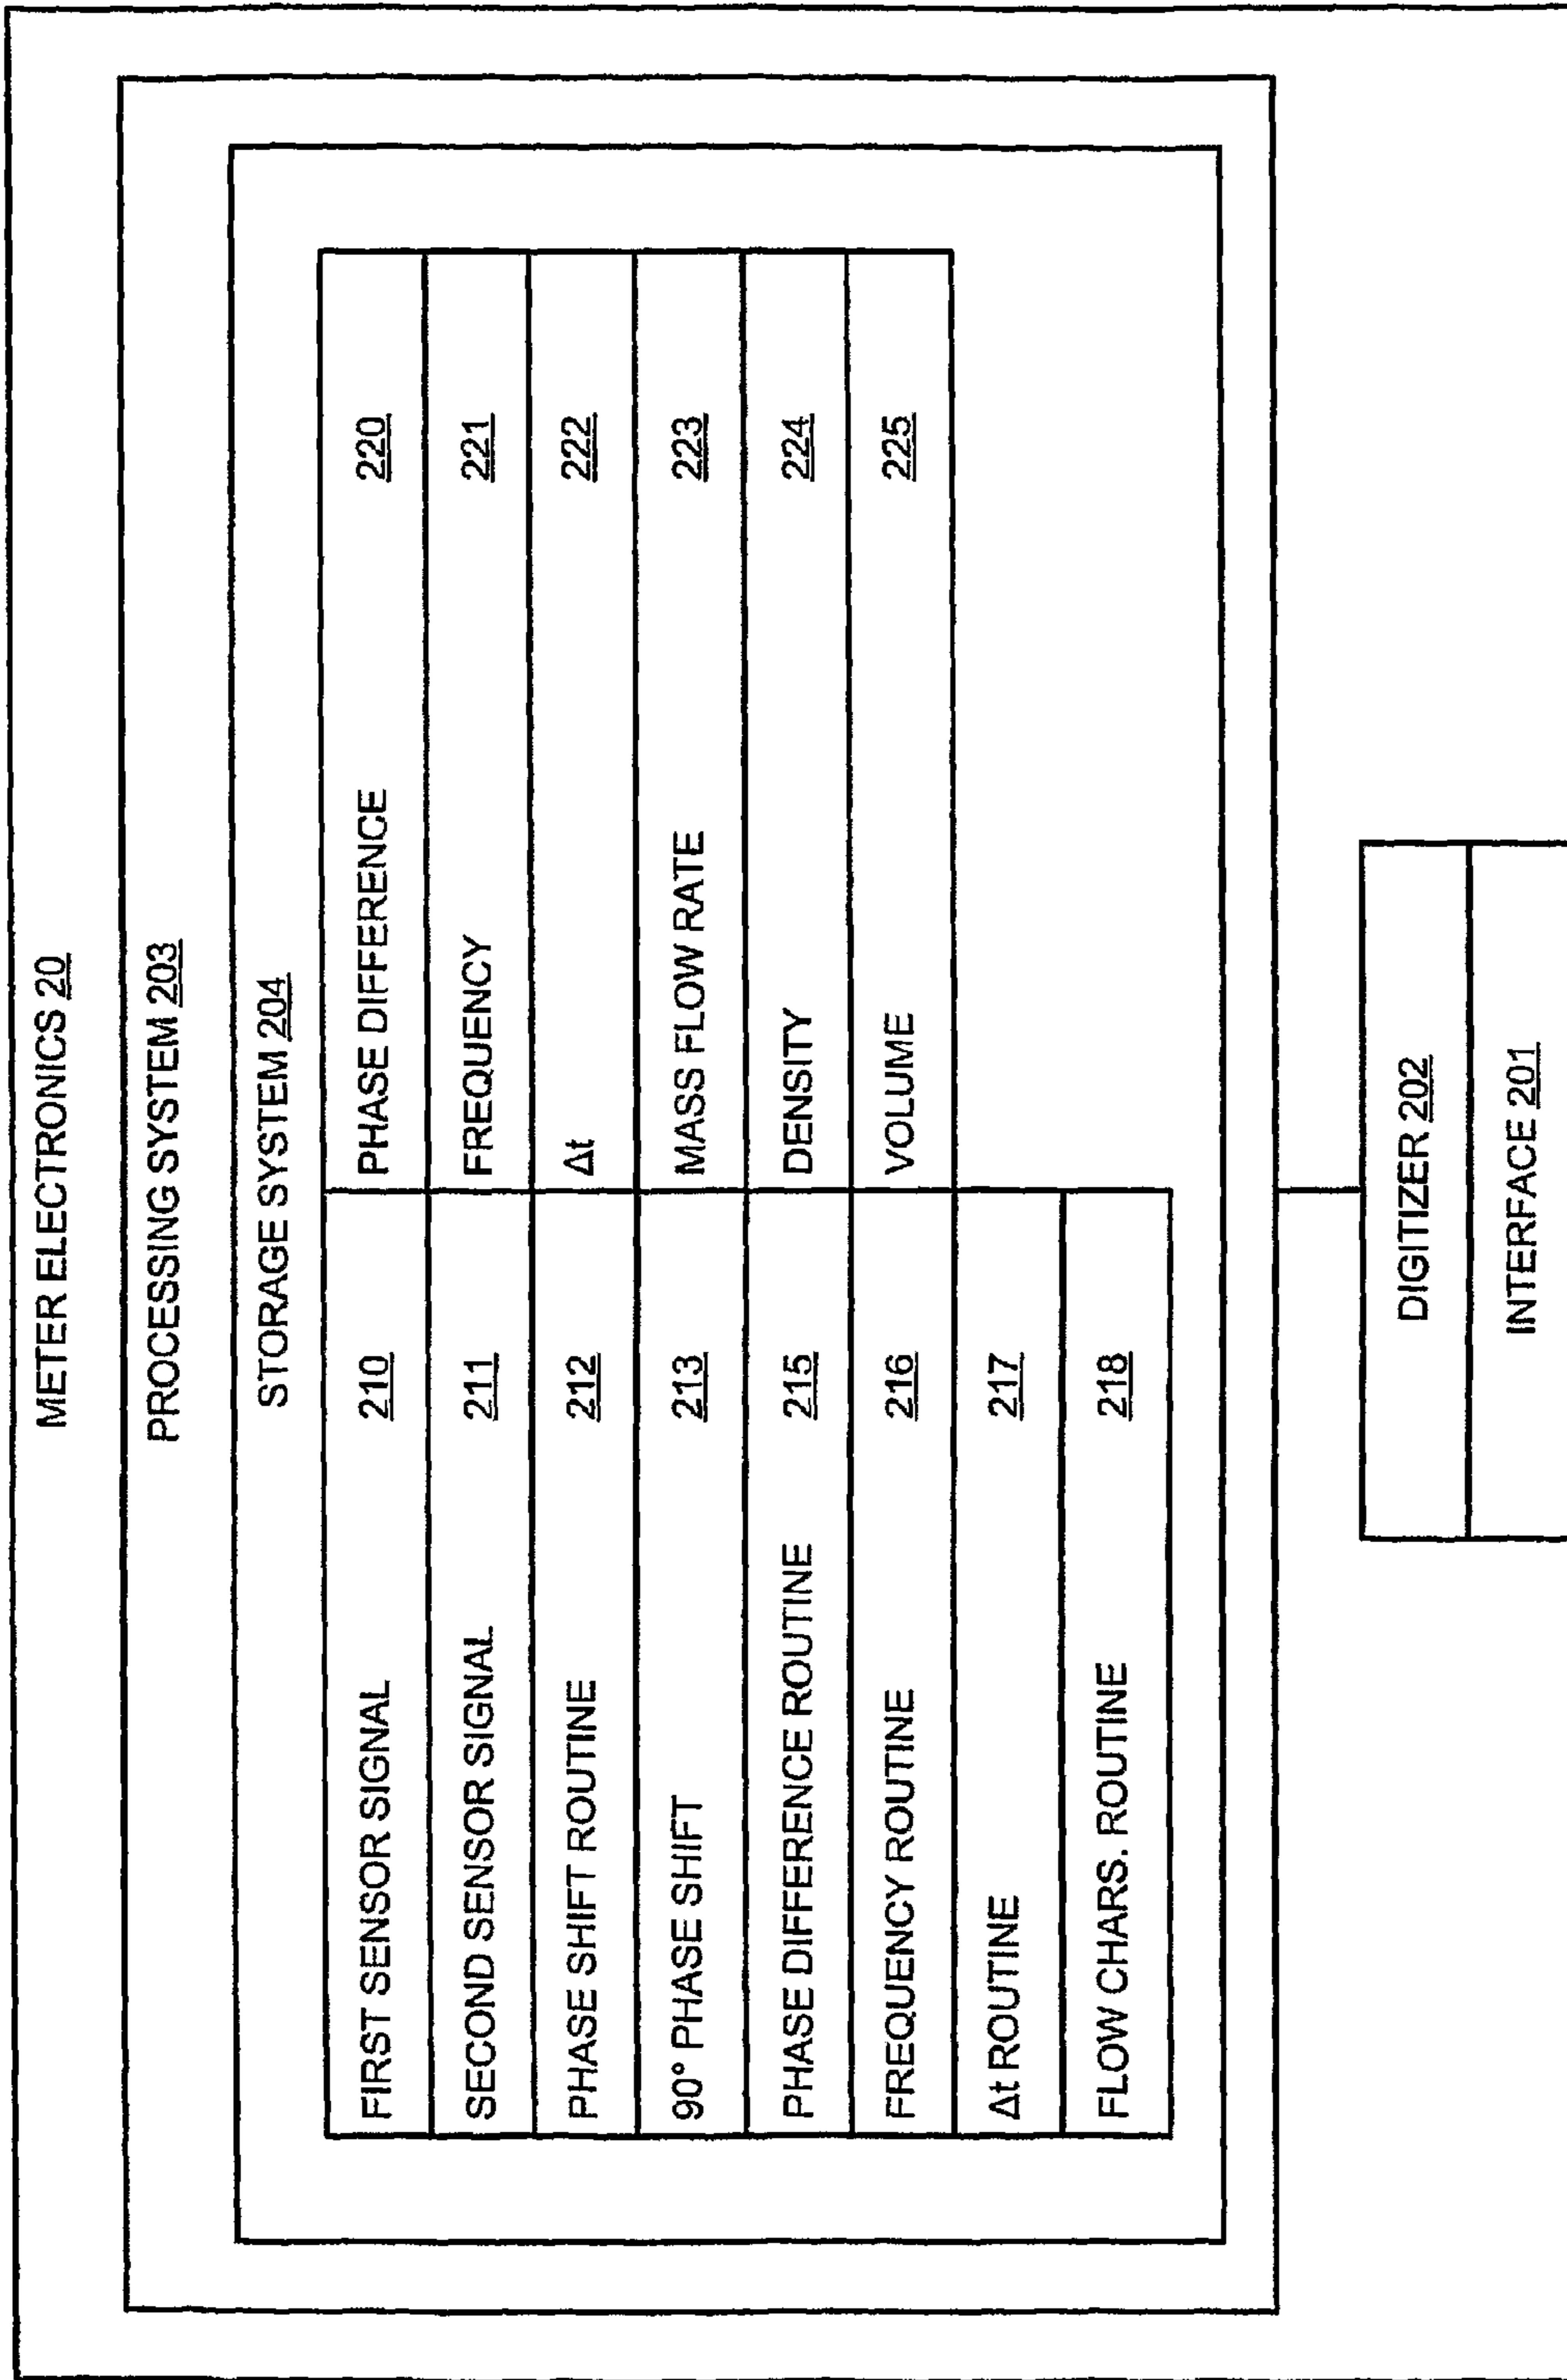 METER ELECTRONICS 20
PROCESSING SYSTEM 203
STORAGE SYSTEM 204
FIRST SENSOR SIGNAL 210
SECOND SENSOR SIGNAL 211
PHASE SHIFT ROUTINE 212
90° PHASE SHIFT 213
PHASE DIFFERENCE ROUTINE 215
FREQUENCY ROUTINE 216
Δt ROUTINE 217
FLOW CHARS. ROUTINE 218
PHASE DIFFERENCE 220
FREQUENCY 221
Δt 222
MASS FLOW RATE 223
DENSITY 224
VOLUME 225
DIGITIZER 202
INTERFACE 201